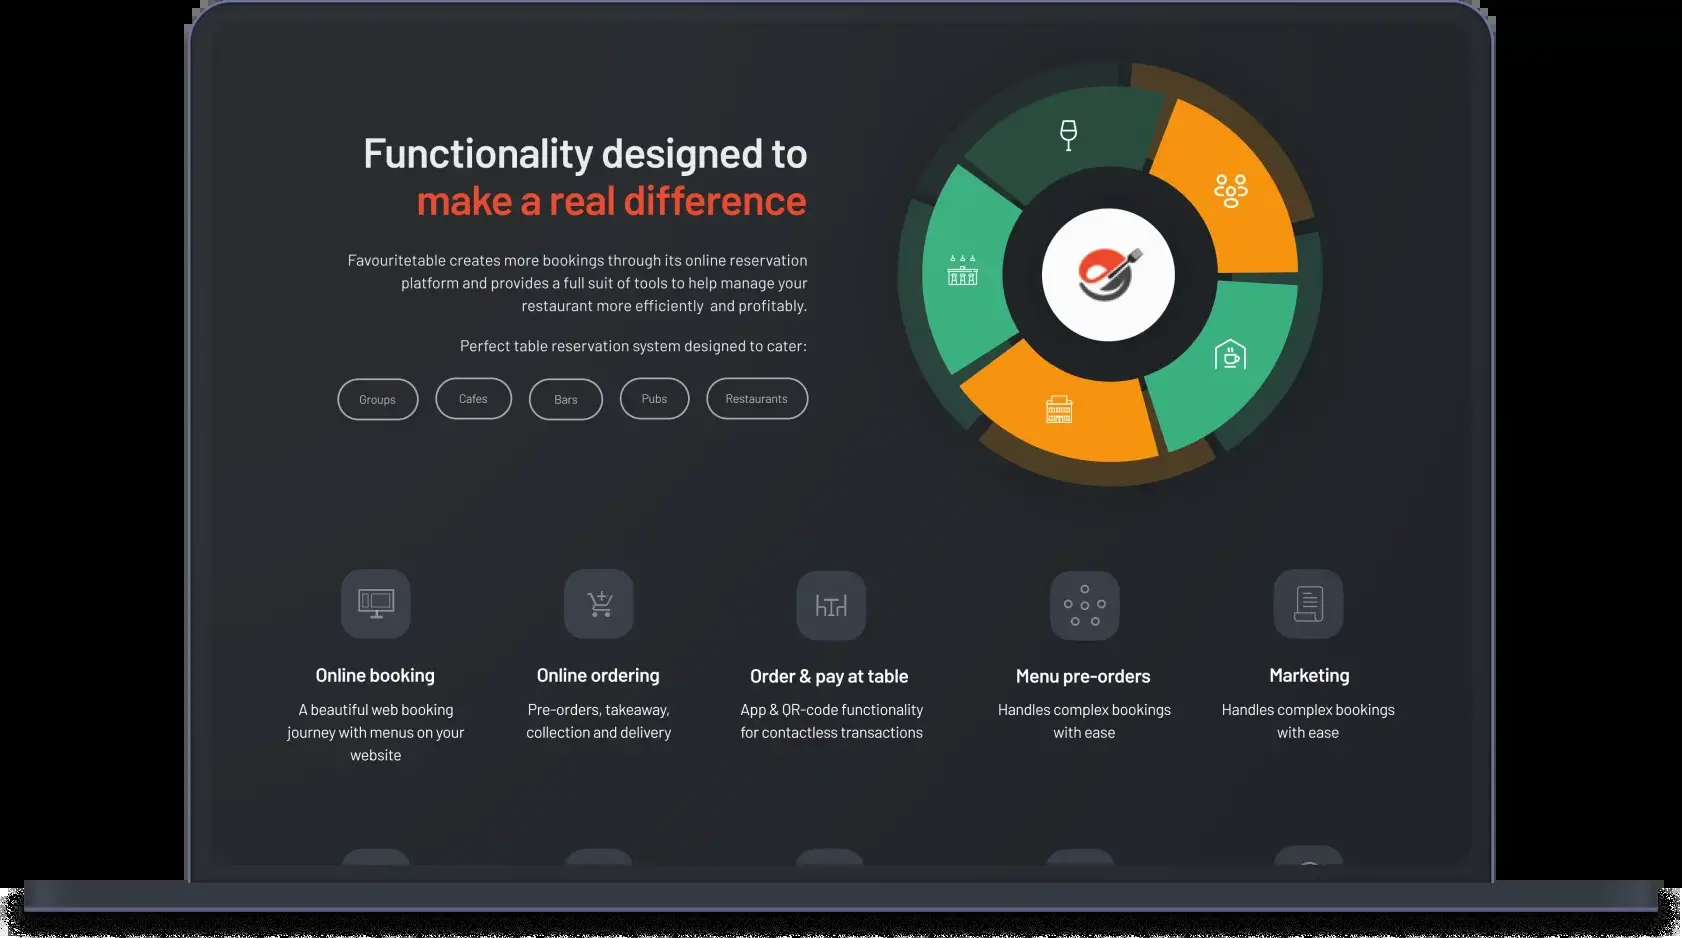 Functionality designed to
make a real difference
Favouritetable creates more bookings through its online reservation
platform and provides a full suit of tools to help manage your
restaurant more efficiently and profitably.
Perfect table reservation system designed to cater:
Groups
Cafes
Bars
Pubs
Restaurants
Online booking
A beautiful web booking
journey with menus on your
website
Online ordering
Pre-orders, takeaway,
collection and delivery
Order & pay at table
App & QR-code functionality
for contactless transactions
Menu pre-orders
Handles complex bookings
with ease
Marketing
Handles complex bookings
with ease